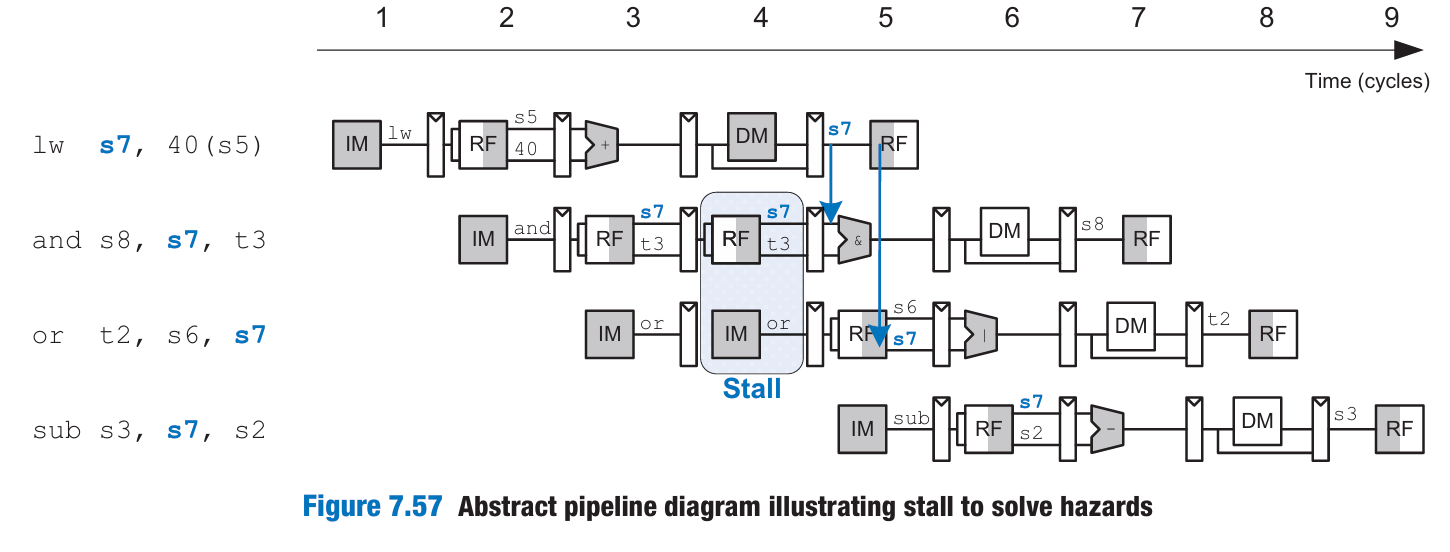 1 2 3 4 5 6 7 8 9
Time (cycles)
lw s7, 40(s5)
IM lw RF s5 40 + DM s7 RF
and s8, s7, t3
IM and RF s7 t3 RF s7 t3 & DM s8 RF
or t2, s6, s7
IM or IM or RF s6 s7 | DM t2 RF
Stall
sub s3, s7, s2
IM sub RF s7 s2 - DM s3 RF
Figure 7.57 Abstract pipeline diagram illustrating stall to solve hazards